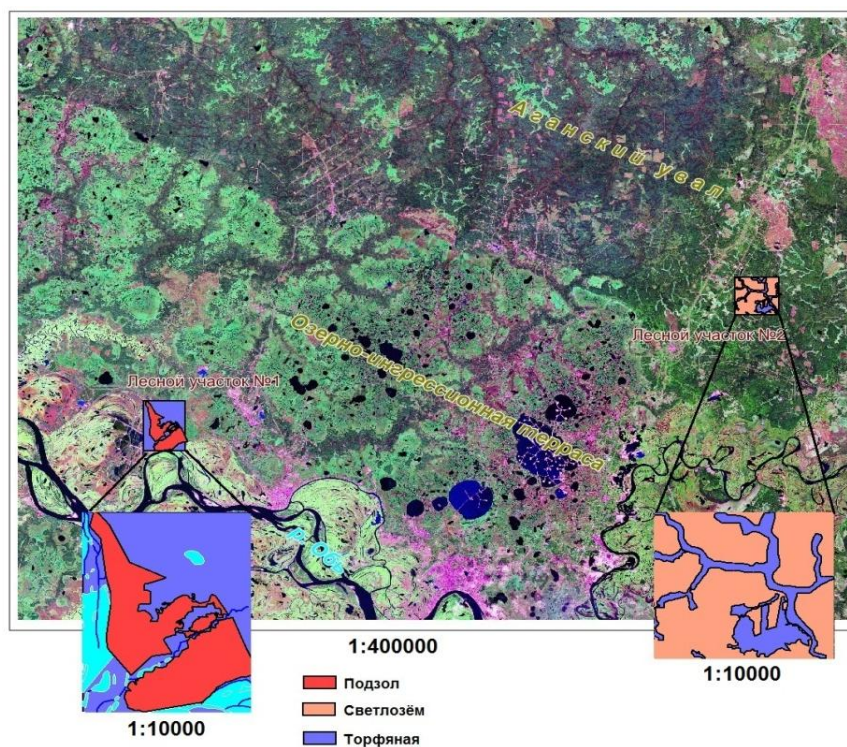 Аганский увал
Лесной участок №2
Озерно-ингрессионная терраса
Лесной участок №1
р. Обь
1:400000
1:10000
1:10000
Подзол
Светлозём
Торфяная